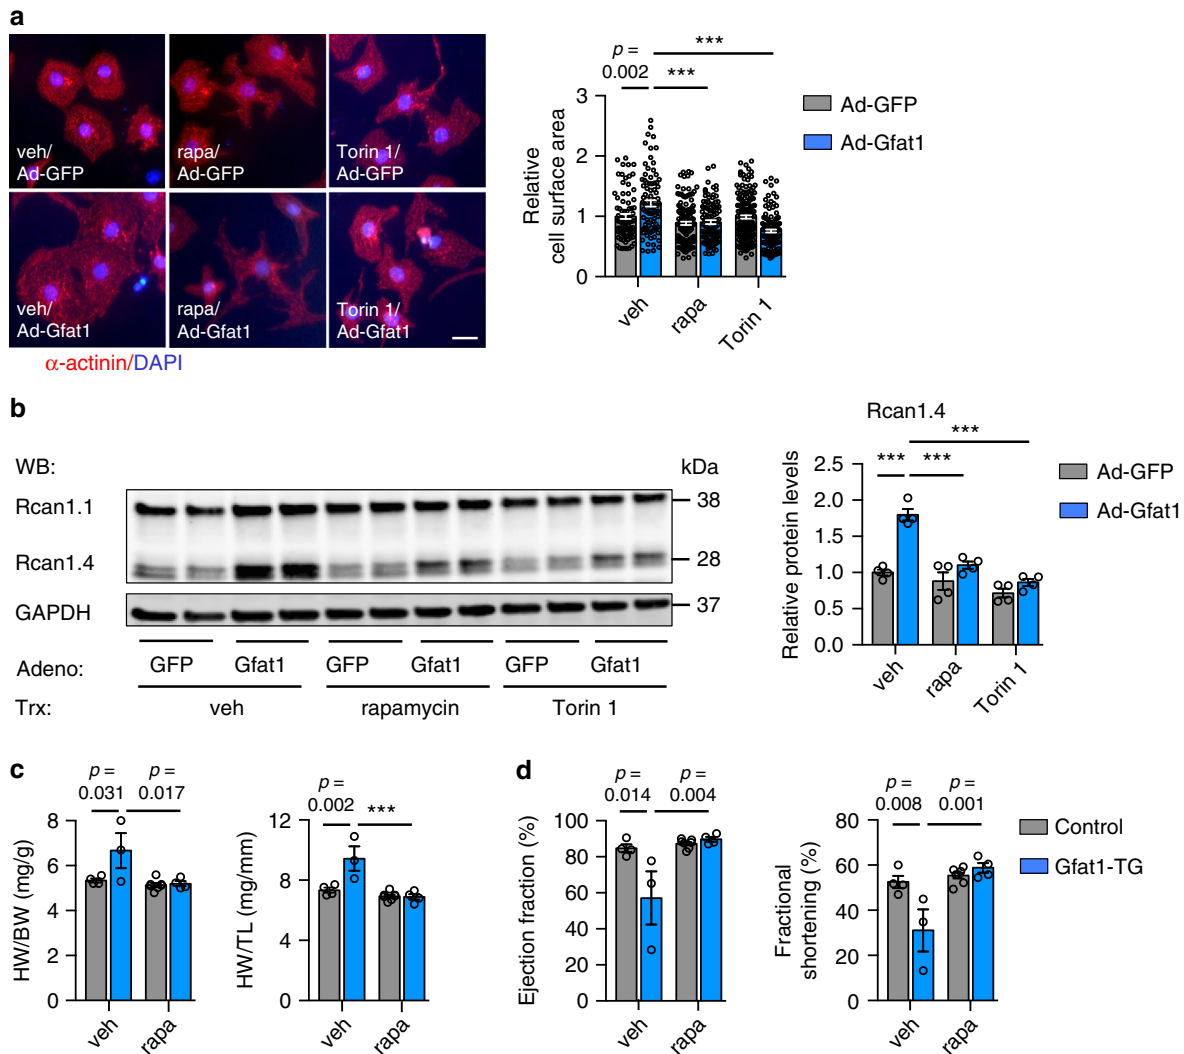 a
veh/
Ad-GFP
rapa/
Ad-GFP
Torin 1/
Ad-GFP
veh/
Ad-Gfat1
rapa/
Ad-Gfat1
Torin 1/
Ad-Gfat1
α-actinin/DAPI
p =
0.002
***
***
Relative
cell surface area
3
2
1
0
veh
rapa
Torin 1
Ad-GFP
Ad-Gfat1
b
WB:
kDa
Rcan1.1
38
Rcan1.4
28
GAPDH
37
Adeno:
GFP Gfat1 GFP Gfat1 GFP Gfat1
Trx:
veh rapamycin Torin 1
Rcan1.4
***
*** ***
Relative protein levels
2.5
2.0
1.5
1.0
0.5
0.0
veh
rapa
Torin 1
Ad-GFP
Ad-Gfat1
c
p =
0.031
p =
0.017
HW/BW (mg/g)
8
6
4
2
0
veh
rapa
p =
0.002
***
HW/TL (mg/mm)
12
8
4
0
veh
rapa
d
p =
0.014
p =
0.004
Ejection fraction (%)
100
80
60
40
20
0
veh
rapa
p =
0.008
p =
0.001
Fractional
shortening (%)
80
60
40
20
0
veh
rapa
Control
Gfat1-TG